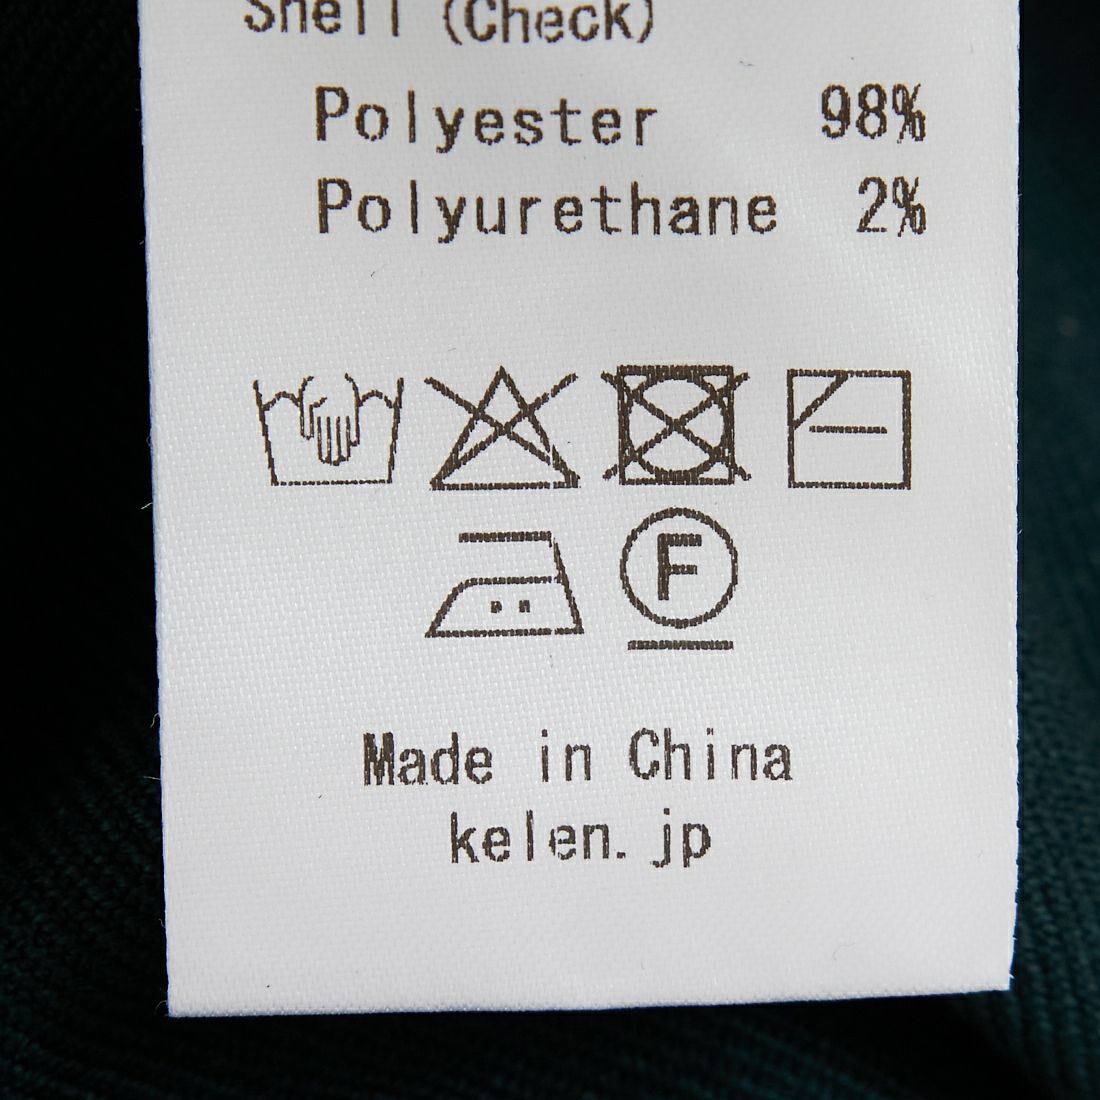 Shell (Check)
Polyester 98%
Polyurethane 2%
F
Made in China
kelen.jp